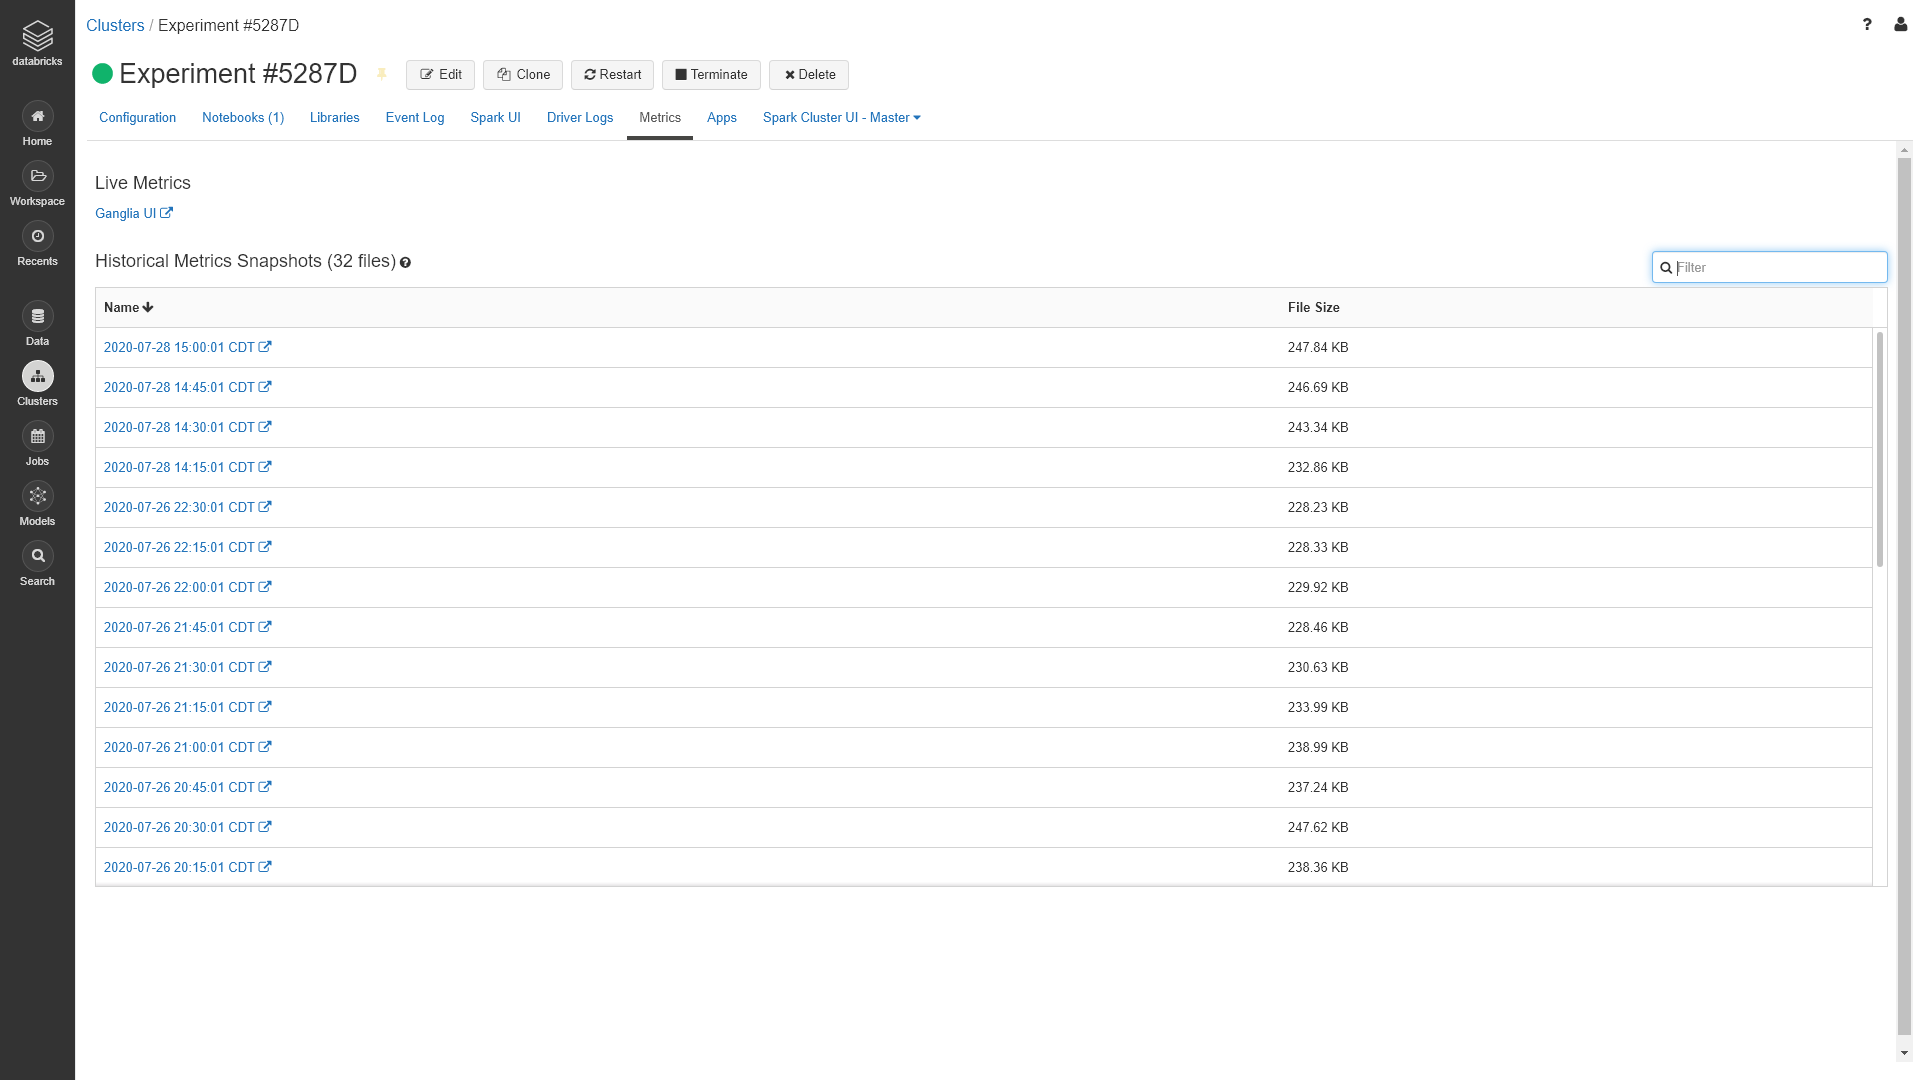 databricks
Home
Workspace
Recents
Data
Clusters
Jobs
Models
Search
Clusters / Experiment #5287D
?
Experiment #5287D Edit Clone Restart Terminate Delete
Configuration Notebooks (1) Libraries Event Log Spark UI Driver Logs Metrics Apps Spark Cluster UI - Master
Live Metrics
Ganglia UI
Historical Metrics Snapshots (32 files) ?
Filter
Name File Size
2020-07-28 15:00:01 CDT 247.84 KB
2020-07-28 14:45:01 CDT 246.69 KB
2020-07-28 14:30:01 CDT 243.34 KB
2020-07-28 14:15:01 CDT 232.86 KB
2020-07-26 22:30:01 CDT 228.23 KB
2020-07-26 22:15:01 CDT 228.33 KB
2020-07-26 22:00:01 CDT 229.92 KB
2020-07-26 21:45:01 CDT 228.46 KB
2020-07-26 21:30:01 CDT 230.63 KB
2020-07-26 21:15:01 CDT 233.99 KB
2020-07-26 21:00:01 CDT 238.99 KB
2020-07-26 20:45:01 CDT 237.24 KB
2020-07-26 20:30:01 CDT 247.62 KB
2020-07-26 20:15:01 CDT 238.36 KB